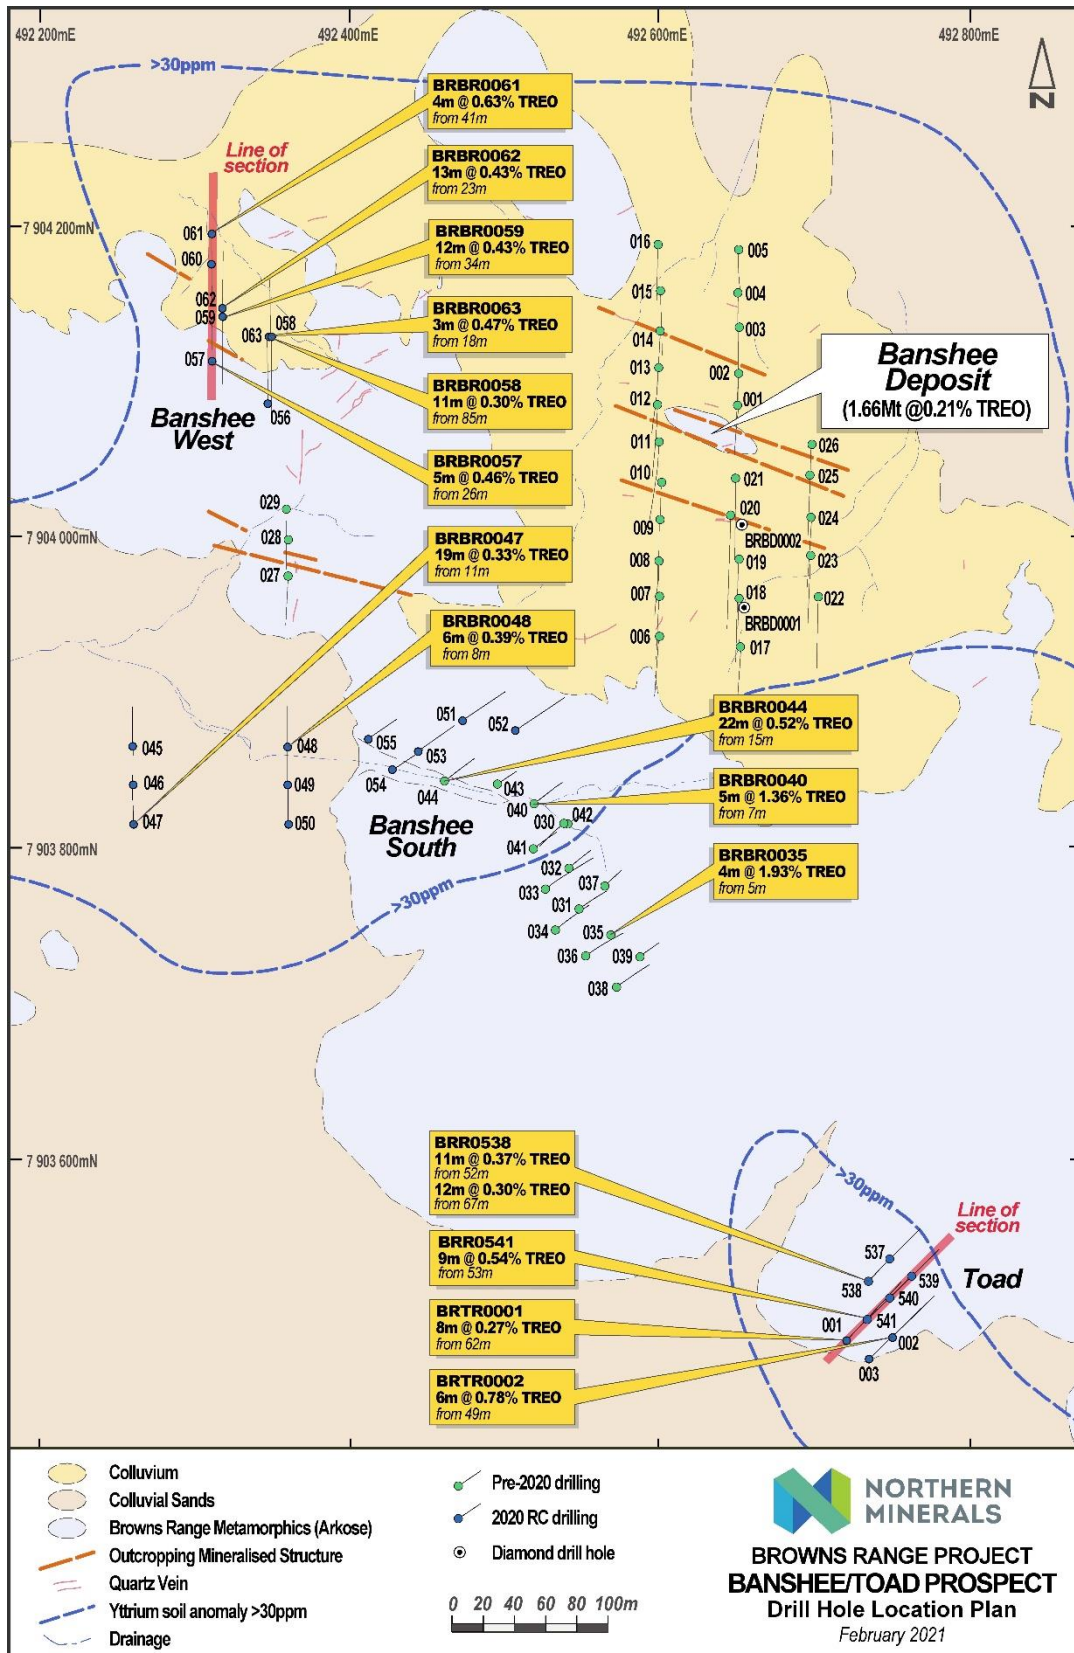 492 200mE
492 400mE
492 600mE
492 800mE
>30ppm
N
BRBR0061
4m @ 0.63% TREO
from 41m
Line of
section
BRBR0062
13m @ 0.43% TREO
from 23m
7 904 200mN
061
060
062
059
057
063
058
056
BRBR0059
12m @ 0.43% TREO
from 34m
BRBR0063
3m @ 0.47% TREO
from 18m
BRBR0058
11m @ 0.30% TREO
from 85m
Banshee
West
BRBR0057
5m @ 0.46% TREO
from 26m
016
015
014
013
012
011
010
009
008
007
006
005
004
003
002
001
021
020
BRBD0002
019
018
BRBD0001
017
026
025
024
023
022
Banshee
Deposit
(1.66Mt @0.21% TREO)
029
028
027
7 904 000mN
BRBR0047
19m @ 0.33% TREO
from 11m
BRBR0048
6m @ 0.39% TREO
from 8m
045
046
047
048
049
050
051
052
055
053
054
044
043
040
030
042
041
032
033
037
031
034
035
036
039
038
BRBR0044
22m @ 0.52% TREO
from 15m
BRBR0040
5m @ 1.36% TREO
from 7m
BRBR0035
4m @ 1.93% TREO
from 5m
Banshee
South
7 903 800mN
>30ppm
7 903 600mN
BRR0538
11m @ 0.37% TREO
from 52m
12m @ 0.30% TREO
from 67m
BRR0541
9m @ 0.54% TREO
from 53m
BRTR0001
8m @ 0.27% TREO
from 62m
BRTR0002
6m @ 0.78% TREO
from 49m
>30ppm
Line of
section
Toad
537
538
539
540
541
001
002
003
Colluvium
Colluvial Sands
Browns Range Metamorphics (Arkose)
Outcropping Mineralised Structure
Quartz Vein
Yttrium soil anomaly >30ppm
Drainage
Pre-2020 drilling
2020 RC drilling
Diamond drill hole
0 20 40 60 80 100m
NORTHERN
MINERALS
BROWNS RANGE PROJECT
BANSHEE/TOAD PROSPECT
Drill Hole Location Plan
February 2021